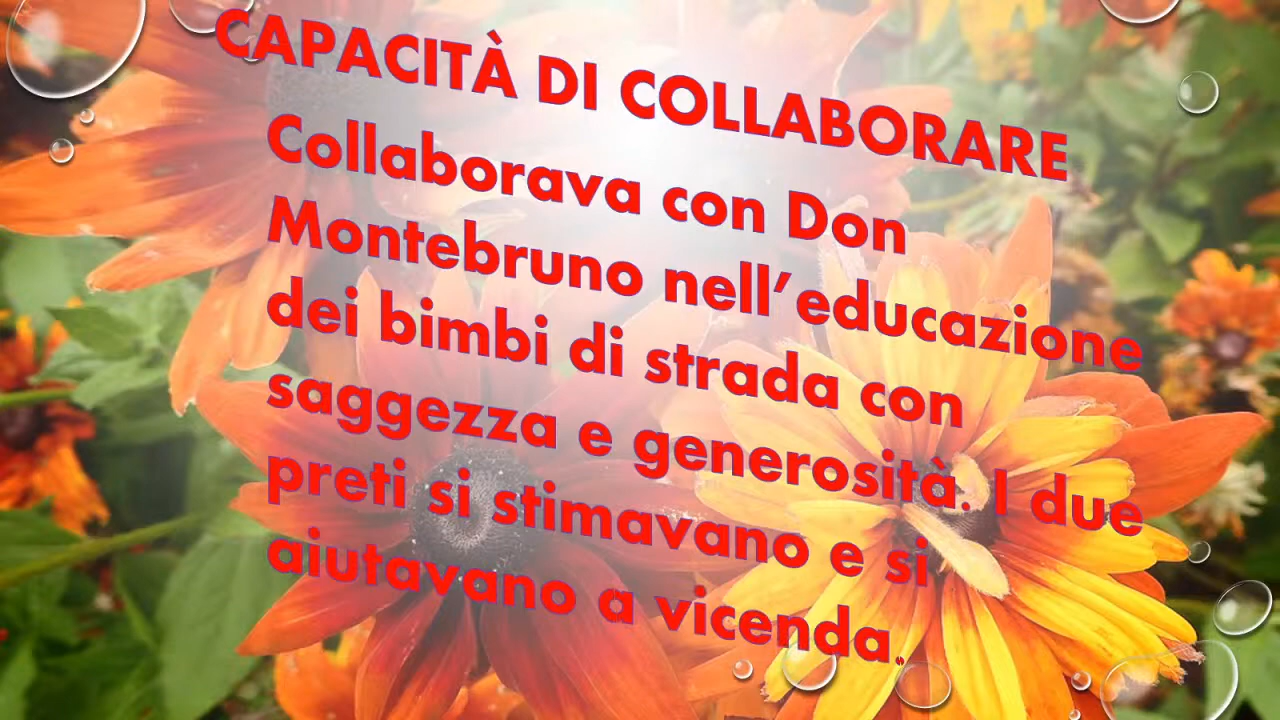 CAPACITÀ DI COLLABORARE
Collaborava con Don
Montebruno nell’educazione
dei bimbi di strada con
saggezza e generosità. I due
preti si stimavano e si
aiutavano a vicenda.